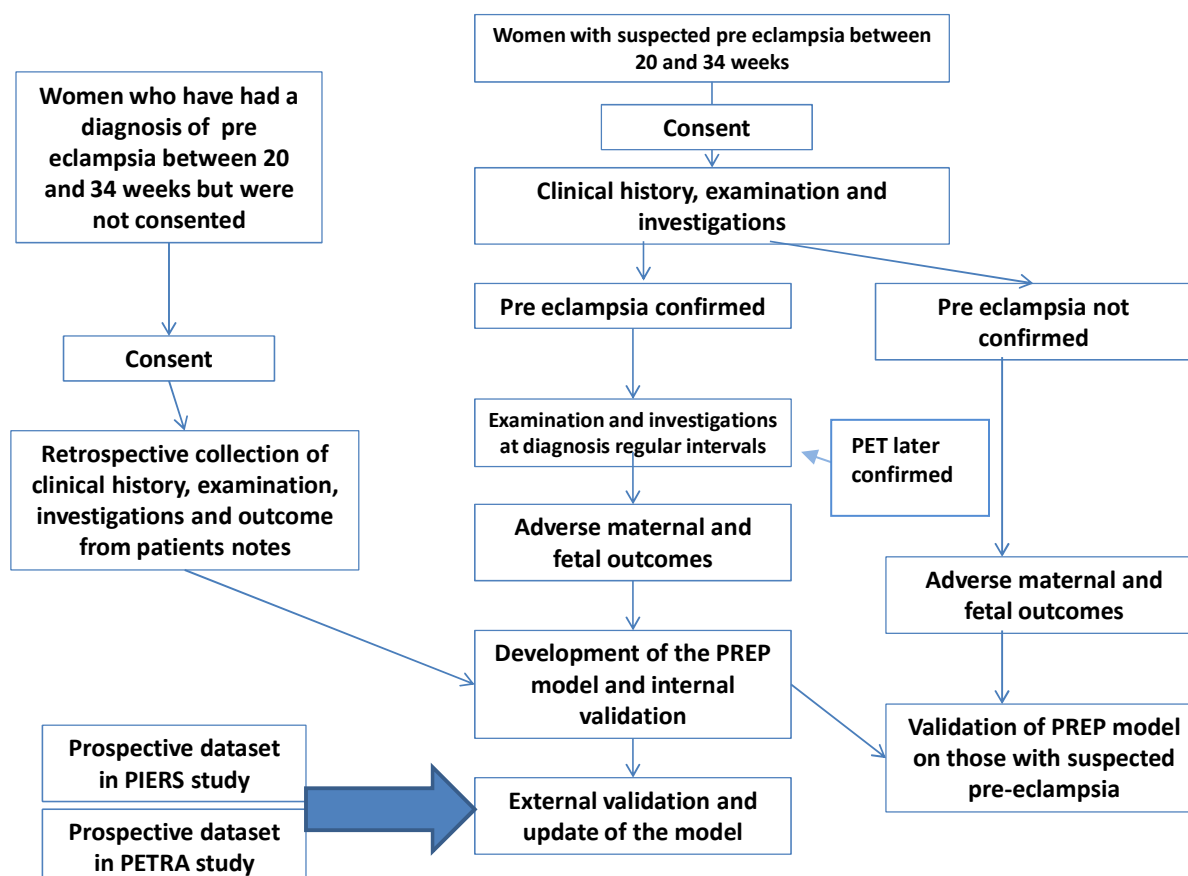 Women with suspected pre eclampsia between
20 and 34 weeks
Women who have had a
diagnosis of pre
eclampsia between 20
and 34 weeks but were
not consented
Consent
Clinical history, examination and
investigations
Pre eclampsia confirmed
Pre eclampsia not
confirmed
Consent
Examination and investigations
at diagnosis regular intervals
PET later
confirmed
Retrospective collection of
clinical history, examination,
investigations and outcome
from patients notes
Adverse maternal and
fetal outcomes
Adverse maternal and
fetal outcomes
Development of the PREP
model and internal
validation
Validation of PREP model
on those with suspected
pre-eclampsia
Prospective dataset
in PIERS study
External validation and
update of the model
Prospective dataset
in PETRA study